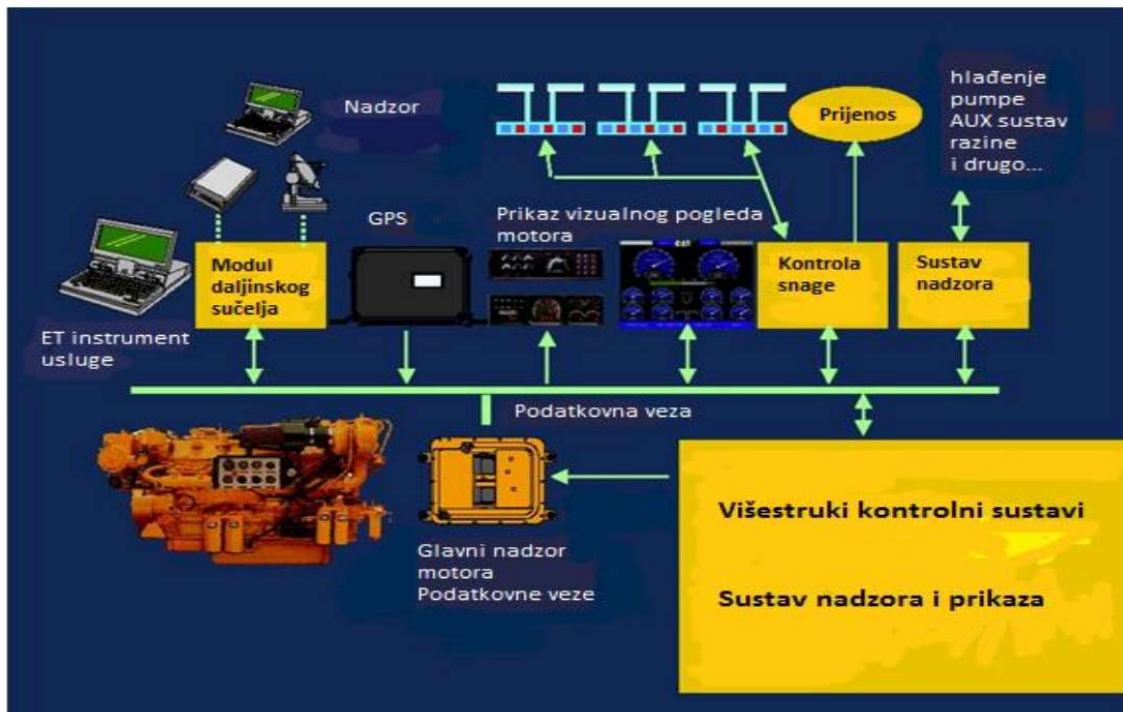 Nadzor
Prijenos
hlađenje
pumpe
AUX sustav
razine
i drugo...
GPS
Prikaz vizualnog pogleda
motora
Modul
daljinskog
sučelja
CAT
Kontrola
snage
Sustav
nadzora
ET instrument
usluge
Podatkovna veza
Glavni nadzor
motora
Podatkovne veze
Višestruki kontrolni sustavi
Sustav nadzora i prikaza